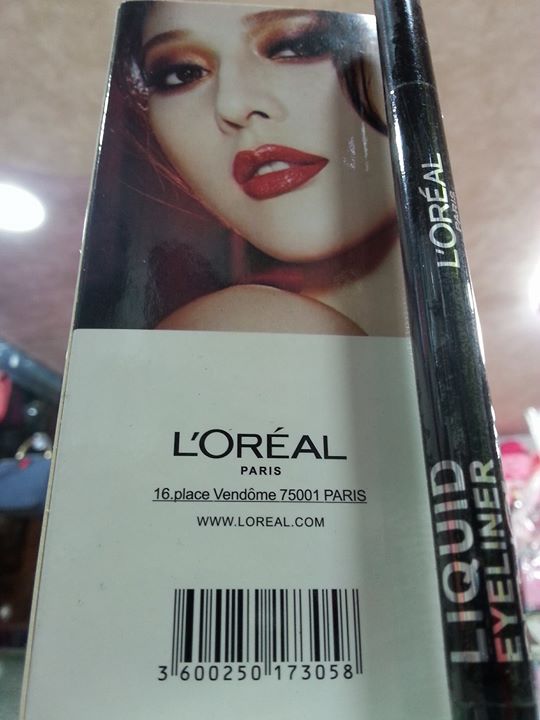 L'ORÉAL
PARIS
16.place Vendôme 75001 PARIS
WWW.LOREAL.COM
3 600250 173058
L'ORÉAL
PARIS
LIQUID
EYELINER